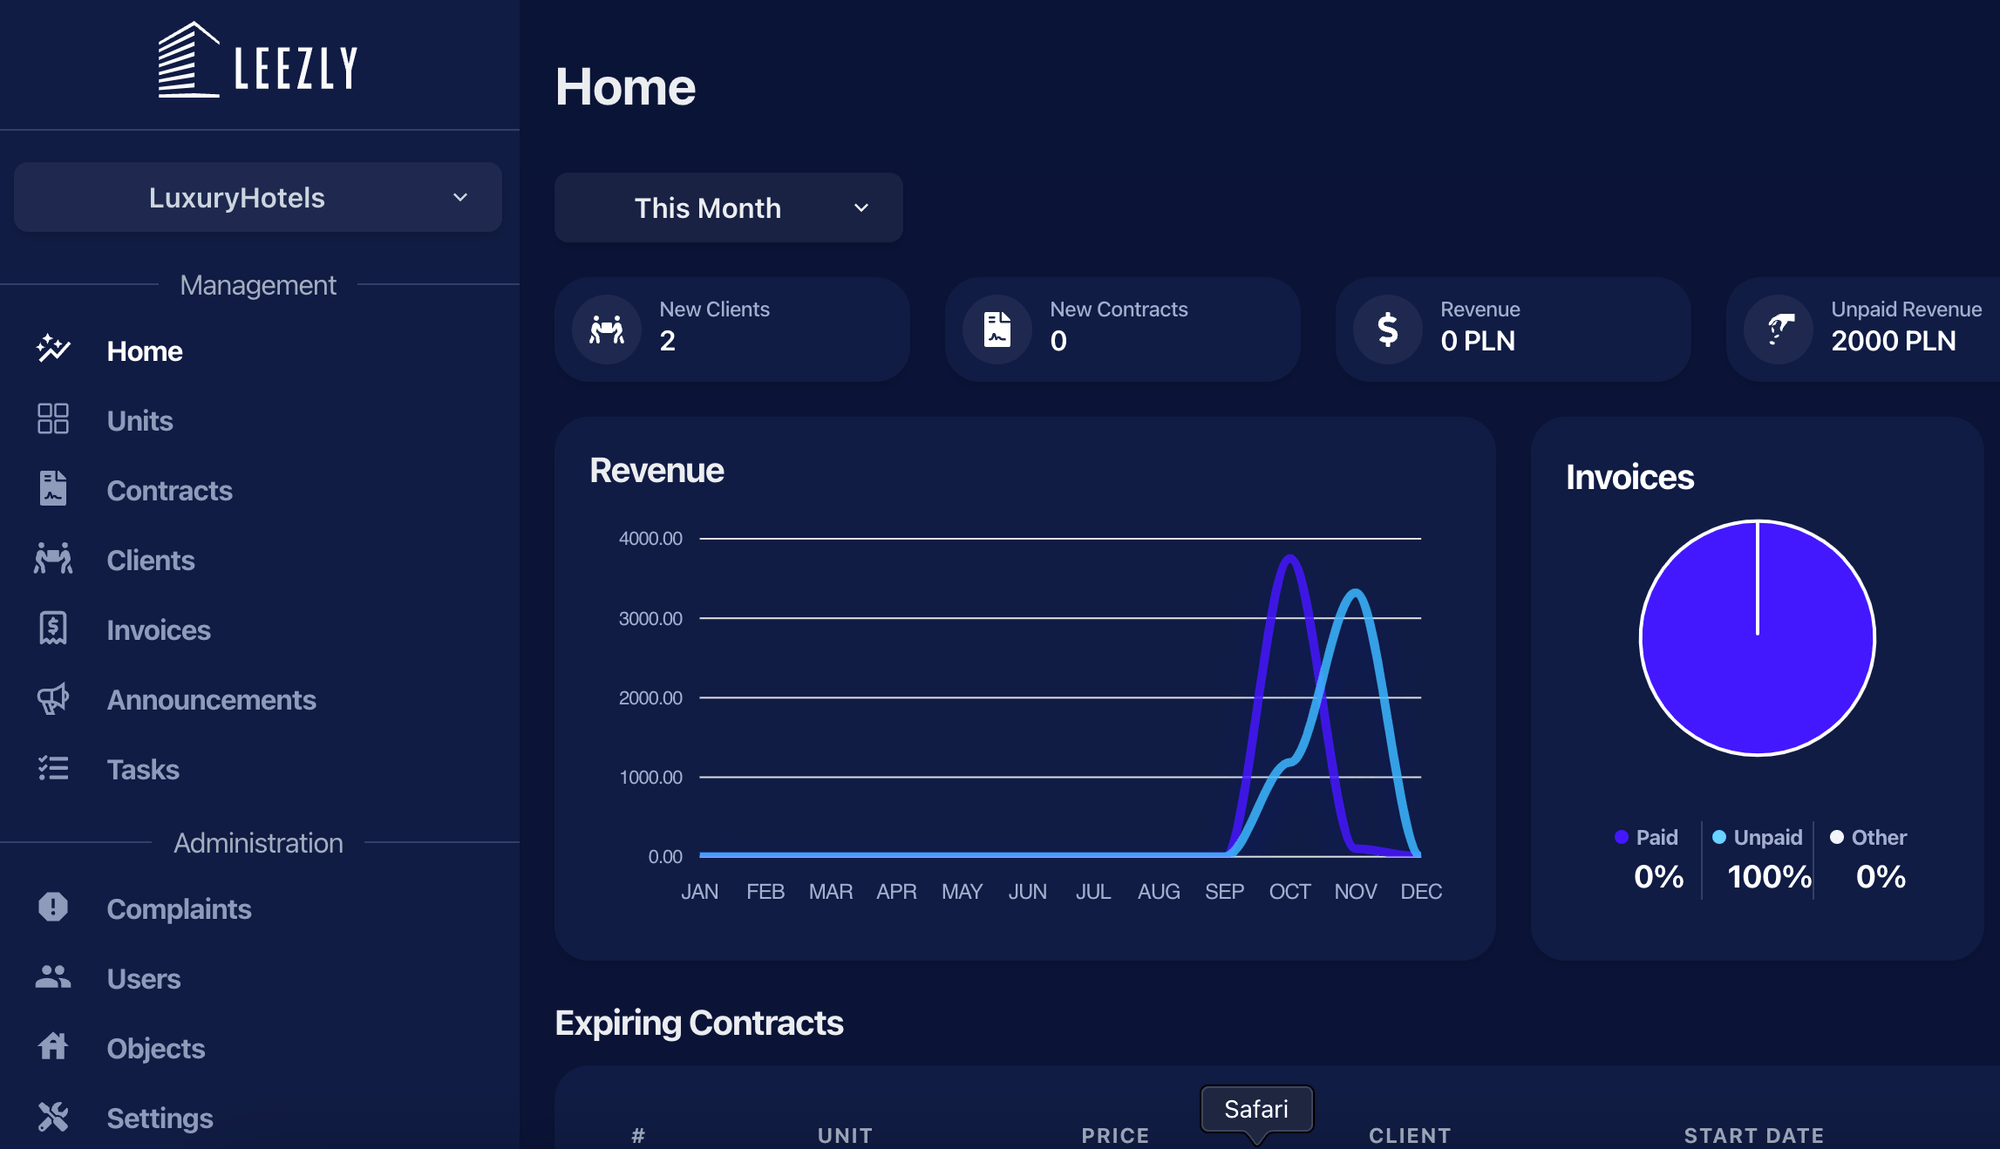 LEEZLY
LuxuryHotels
Management
Home
Units
Contracts
Clients
Invoices
Announcements
Tasks
Administration
Complaints
Users
Objects
Settings
Home
This Month
New Clients
2
New Contracts
0
Revenue
0 PLN
Unpaid Revenue
2000 PLN
Revenue
4000.00
3000.00
2000.00
1000.00
0.00
JAN FEB MAR APR MAY JUN JUL AUG SEP OCT NOV DEC
Invoices
Paid Unpaid Other
0% 100% 0%
Expiring Contracts
# UNIT PRICE CLIENT START DATE
Safari